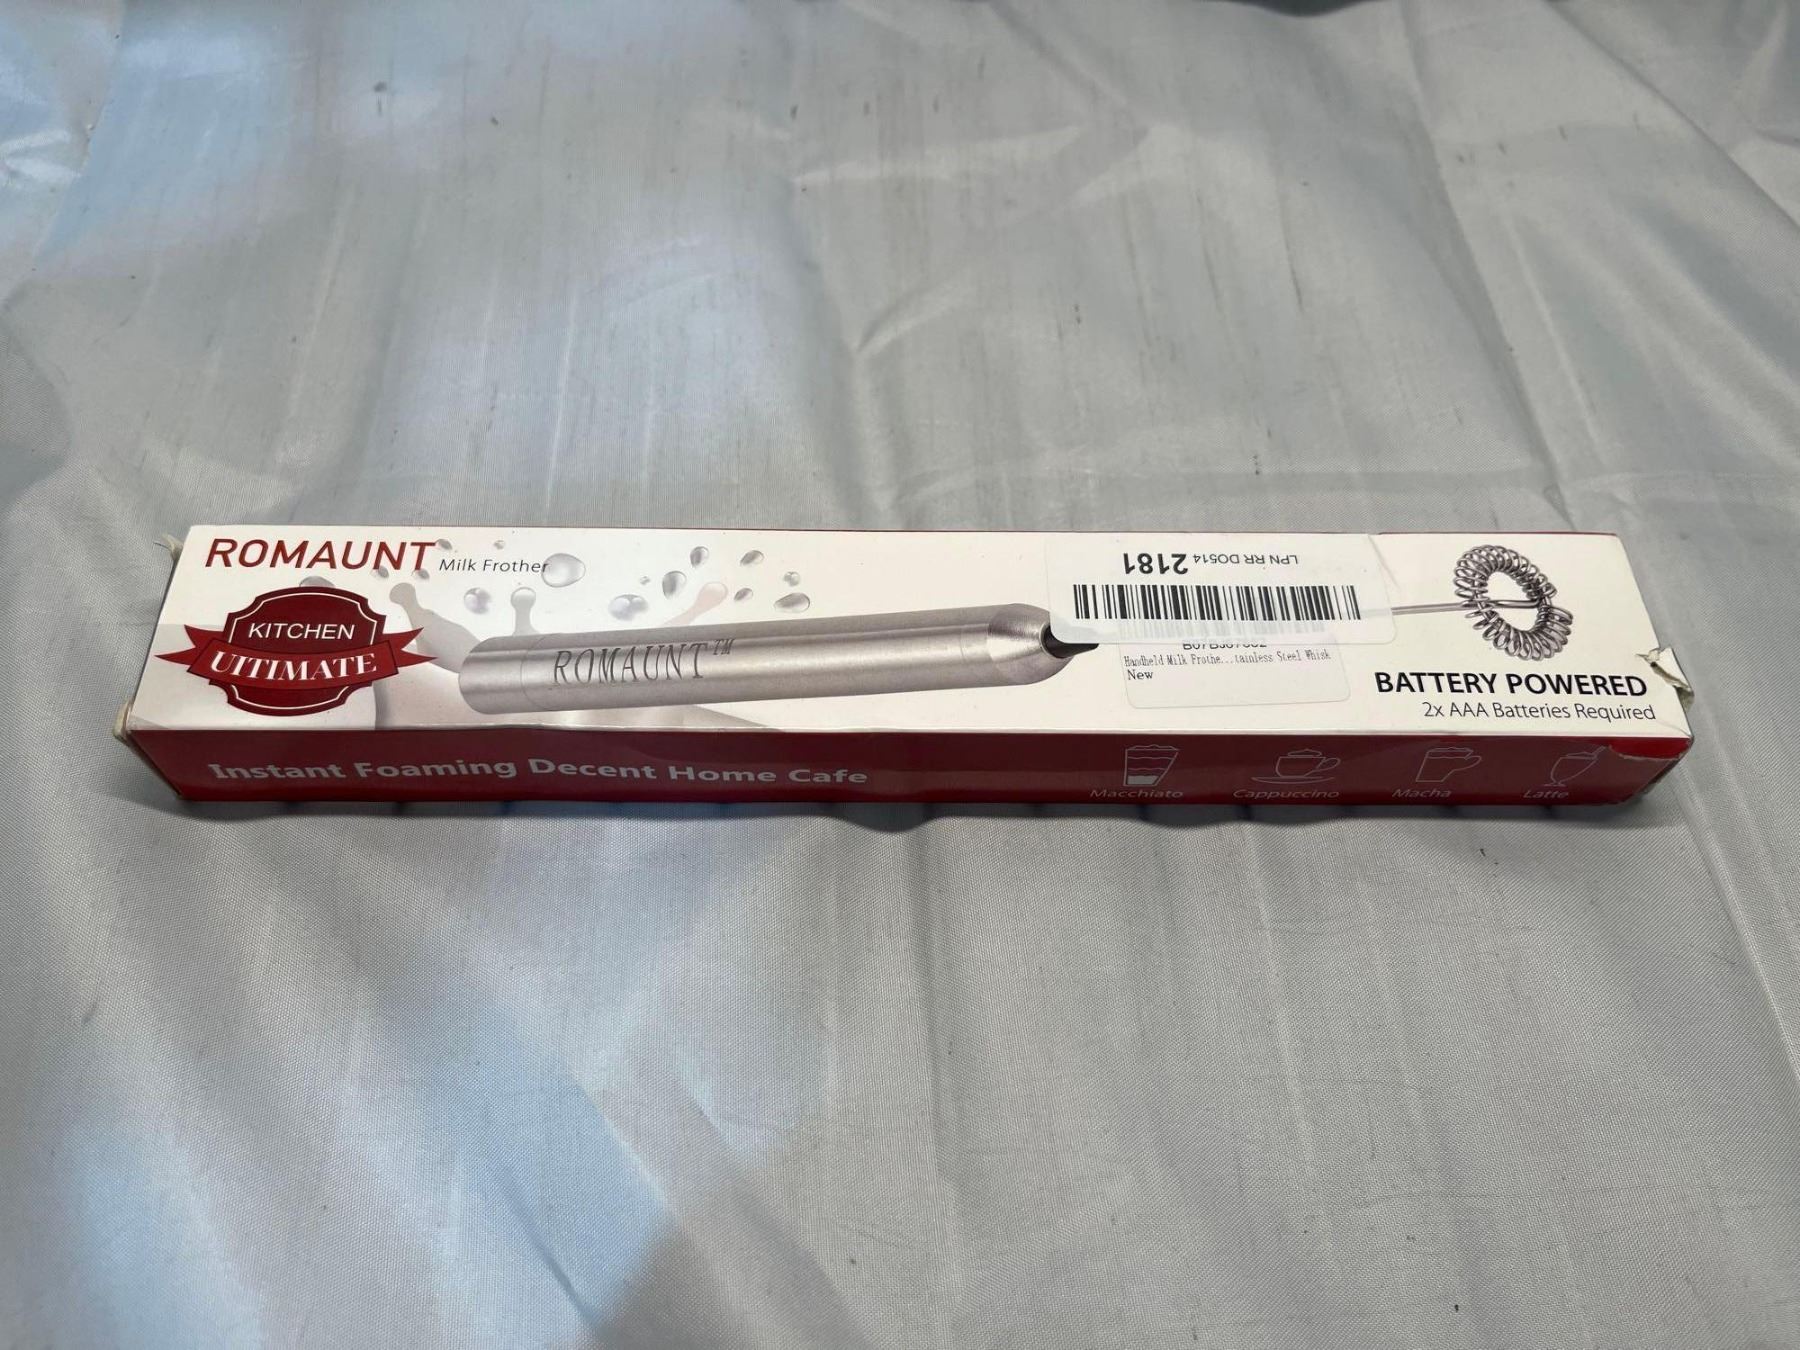 ROMAUNT Milk Frother
KITCHEN
UITIMATE
ROMAUNT™
LPN RR DO514 2181
Handheld Milk Frothe...tainless Steel Whisk
New
BATTERY POWERED
2x AAA Batteries Required
Instant Foaming Decent Home Cafe
Macchiato
Cappuccino
Macha
Latte